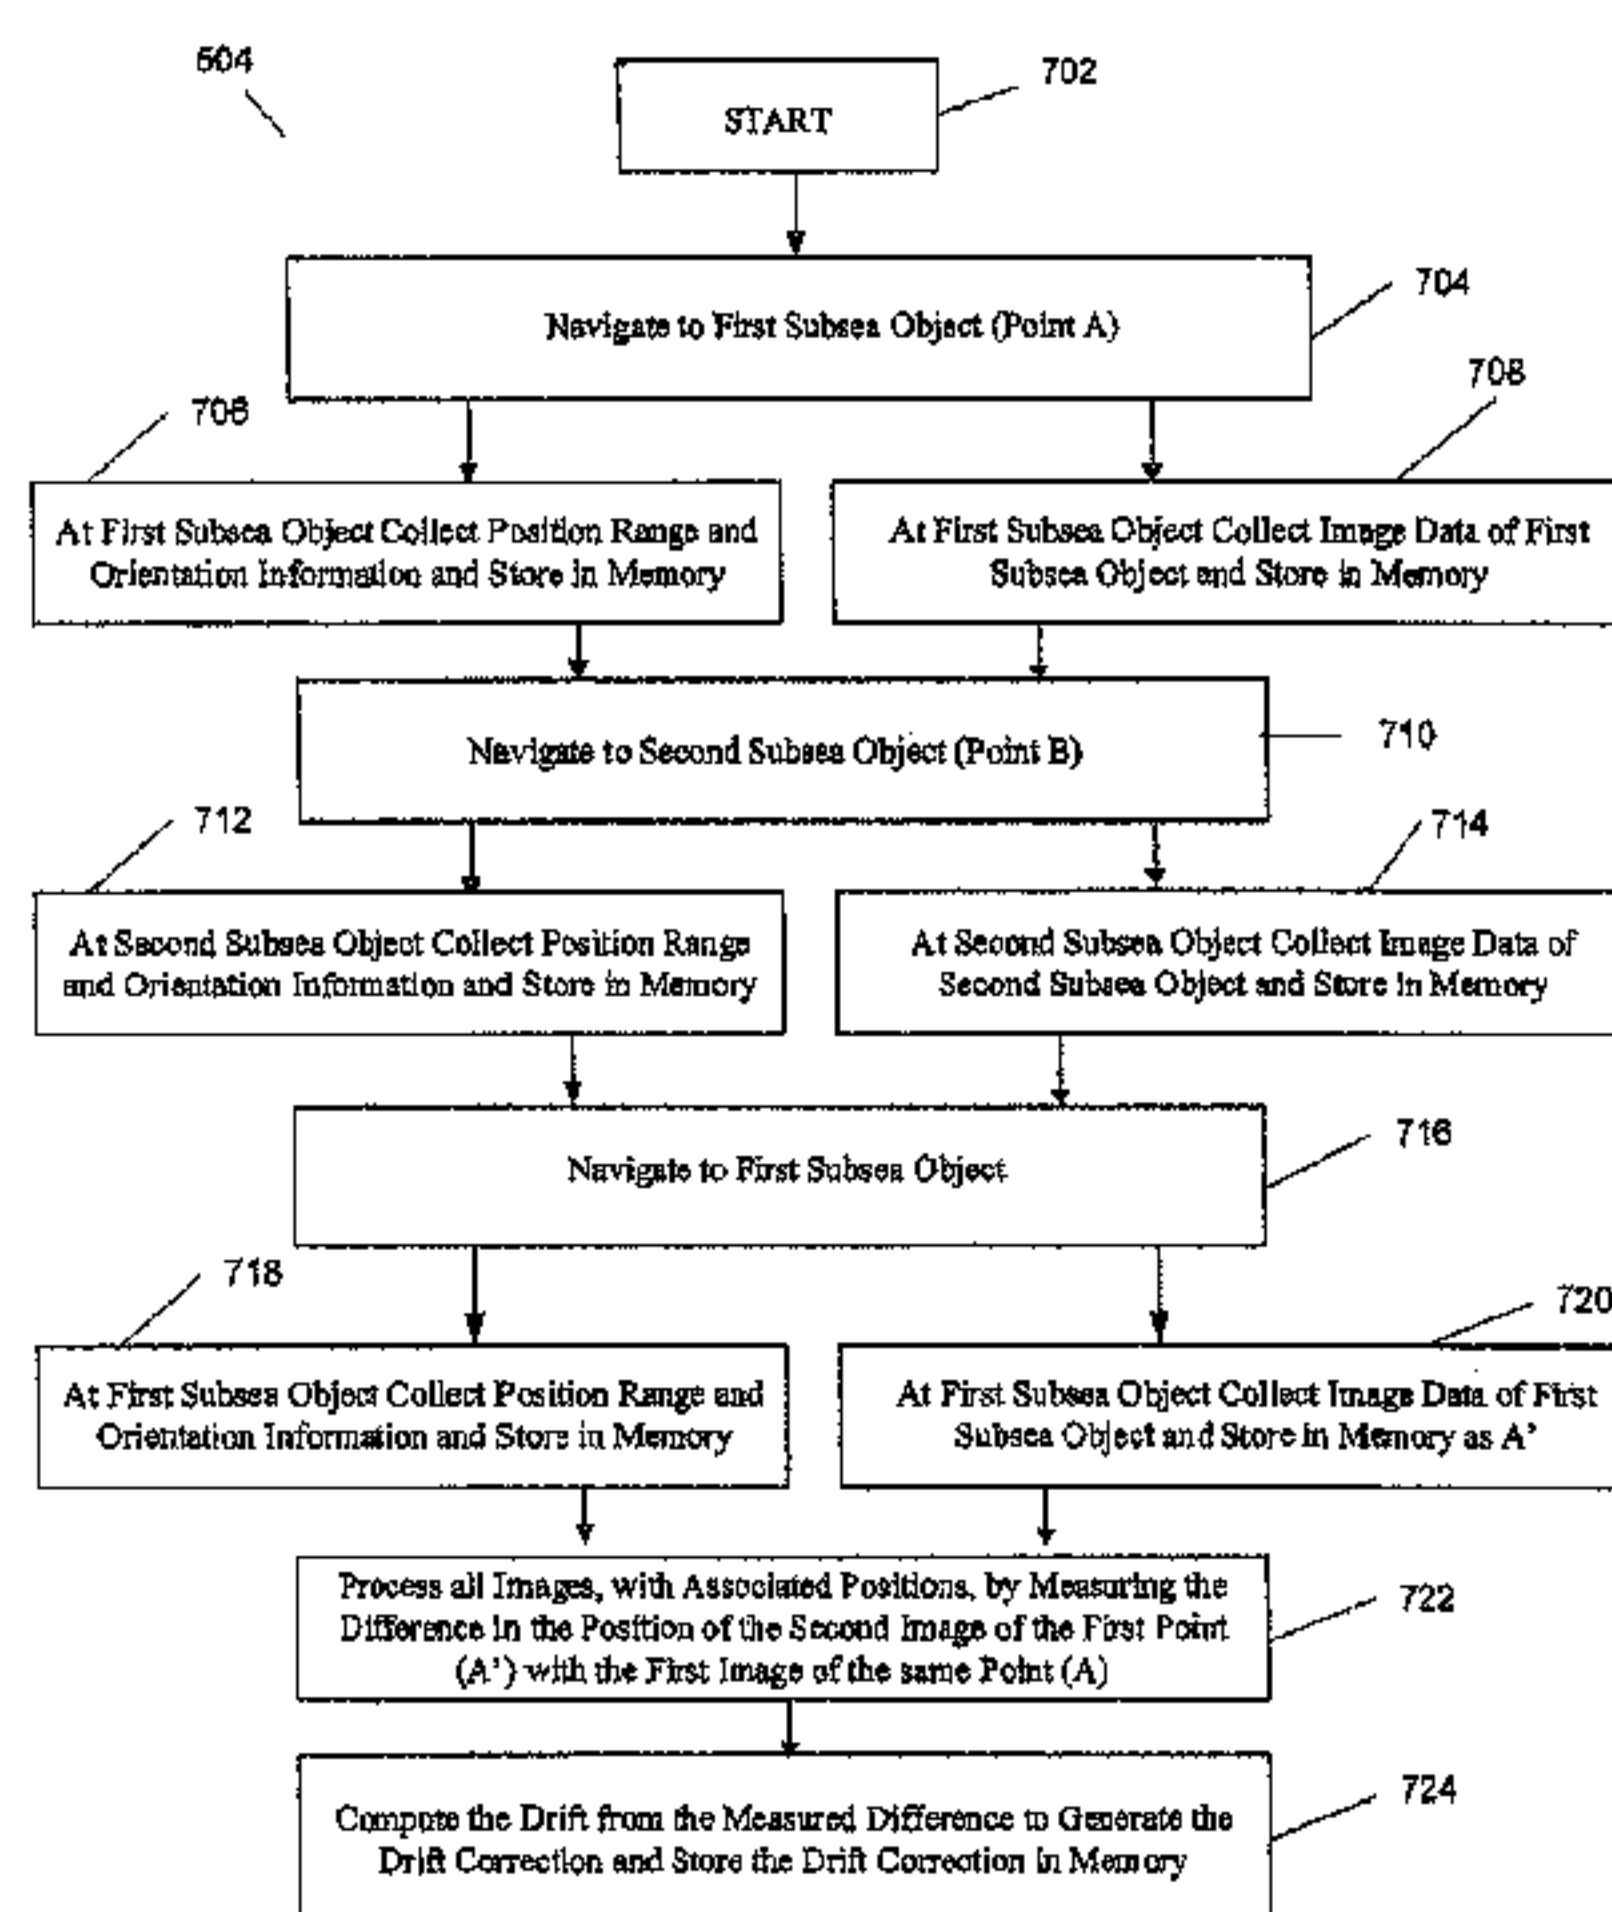 604
702
START
704
Navigate to First Subsea Object (Point A)
706
708
At First Subsea Object Collect Position Range and
Orientation Information and Store in Memory
At First Subsea Object Collect Image Data of First
Subsea Object and Store in Memory
710
Navigate to Second Subsea Object (Point B)
712
714
At Second Subsea Object Collect Position Range
and Orientation Information and Store in Memory
At Second Subsea Object Collect Image Data of
Second Subsea Object and Store in Memory
716
Navigate to First Subsea Object
718
720
At First Subsea Object Collect Position Range and
Orientation Information and Store in Memory
At First Subsea Object Collect Image Data of First
Subsea Object and Store in Memory as A'
722
Process all Images, with Associated Positions, by Measuring the
Difference in the Position of the Second Image of the First Point
(A') with the First Image of the same Point (A)
724
Compute the Drift from the Measured Difference to Generate the
Drift Correction and Store the Drift Correction in Memory